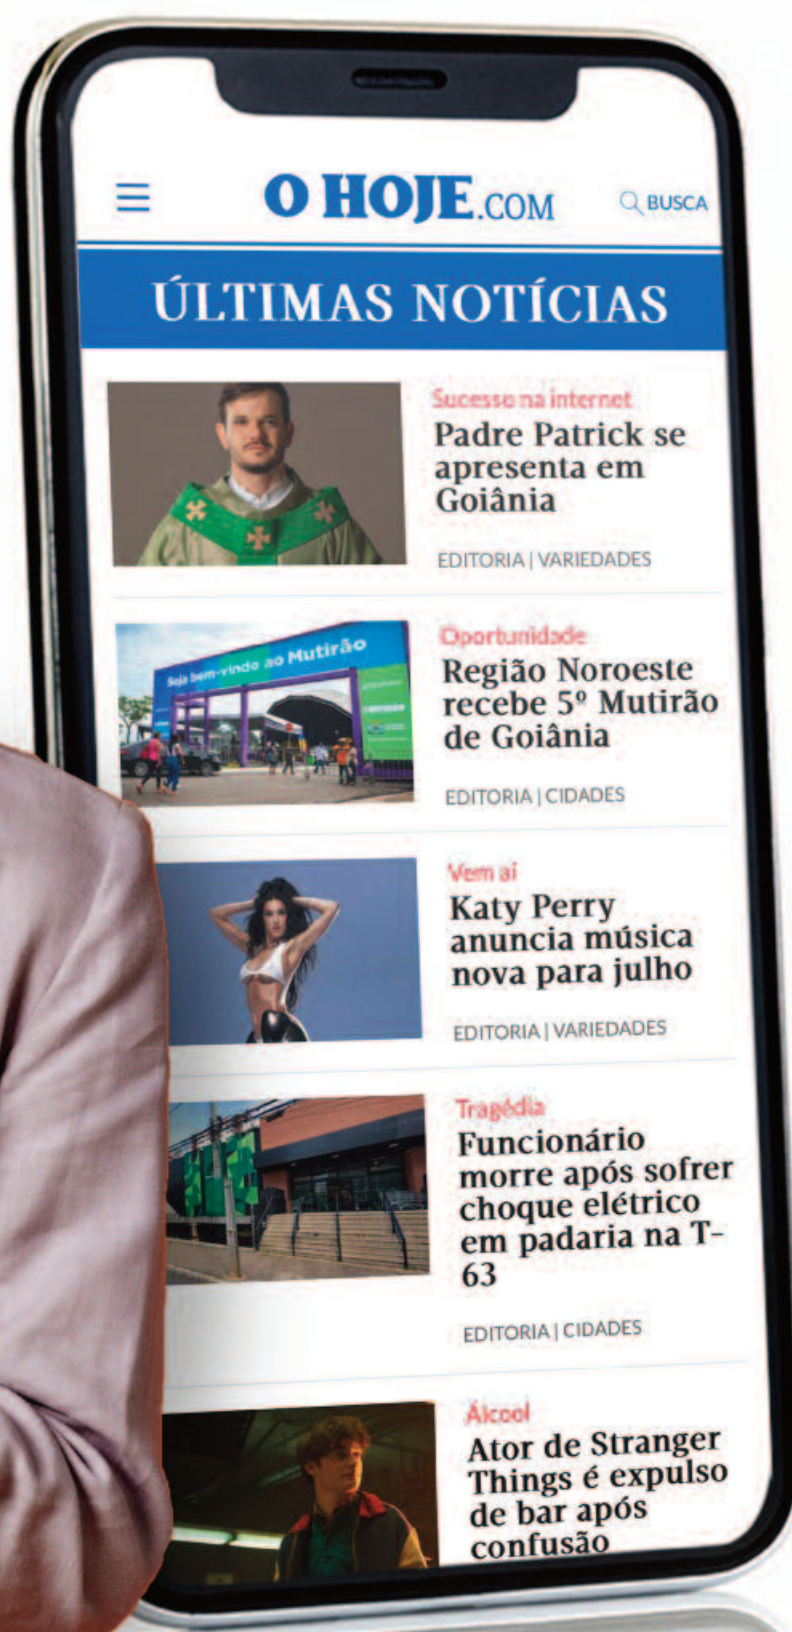 O HOJE.COM
BUSCA
ÚLTIMAS NOTÍCIAS
Sucesso na internet
Padre Patrick se
apresenta em
Goiânia
EDITORIA | VARIEDADES
Seja bem-vindo ao Mutirão
Oportunidade
Região Noroeste
recebe 5º Mutirão
de Goiânia
EDITORIA | CIDADES
Vem aí
Katy Perry
anuncia música
nova para julho
EDITORIA | VARIEDADES
Tragédia
Funcionário
morre após sofrer
choque elétrico
em padaria na T-
63
EDITORIA | CIDADES
Álcool
Ator de Stranger
Things é expulso
de bar após
confusão